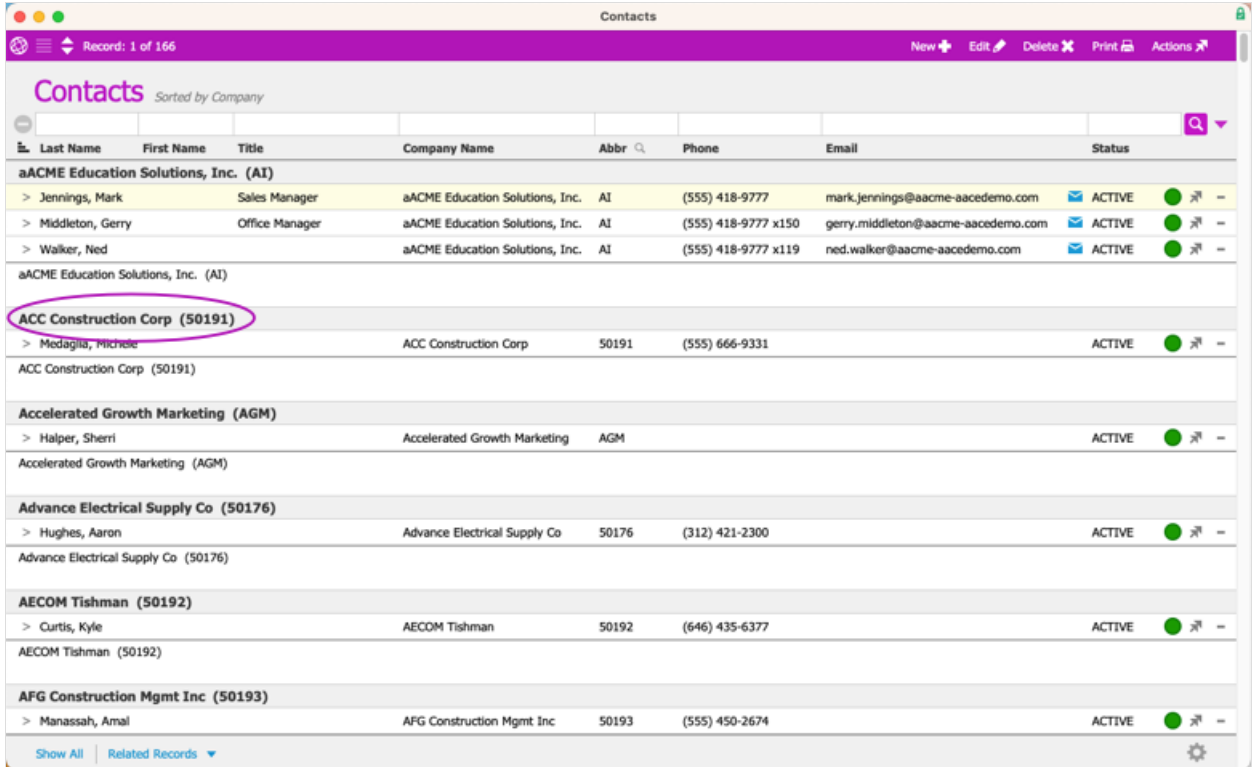 Contacts
Record: 1 of 166 New Edit Delete Print Actions
Contacts Sorted by Company
Last Name First Name Title Company Name Abbr Phone Email Status
aACME Education Solutions, Inc. (AI)
> Jennings, Mark Sales Manager aACME Education Solutions, Inc. AI (555) 418-9777 mark.jennings@aacme-aacedemo.com ACTIVE
> Middleton, Gerry Office Manager aACME Education Solutions, Inc. AI (555) 418-9777 x150 gerry.middleton@aacme-aacedemo.com ACTIVE
> Walker, Ned aACME Education Solutions, Inc. AI (555) 418-9777 x119 ned.walker@aacme-aacedemo.com ACTIVE
aACME Education Solutions, Inc. (AI)
ACC Construction Corp (50191)
> Medaglia, Michele ACC Construction Corp 50191 (555) 666-9331 ACTIVE
ACC Construction Corp (50191)
Accelerated Growth Marketing (AGM)
> Halper, Sherri Accelerated Growth Marketing AGM ACTIVE
Accelerated Growth Marketing (AGM)
Advance Electrical Supply Co (50176)
> Hughes, Aaron Advance Electrical Supply Co 50176 (312) 421-2300 ACTIVE
Advance Electrical Supply Co (50176)
AECOM Tishman (50192)
> Curtis, Kyle AECOM Tishman 50192 (646) 435-6377 ACTIVE
AECOM Tishman (50192)
AFG Construction Mgmt Inc (50193)
> Manassah, Amal AFG Construction Mgmt Inc 50193 (555) 450-2674 ACTIVE
Show All Related Records